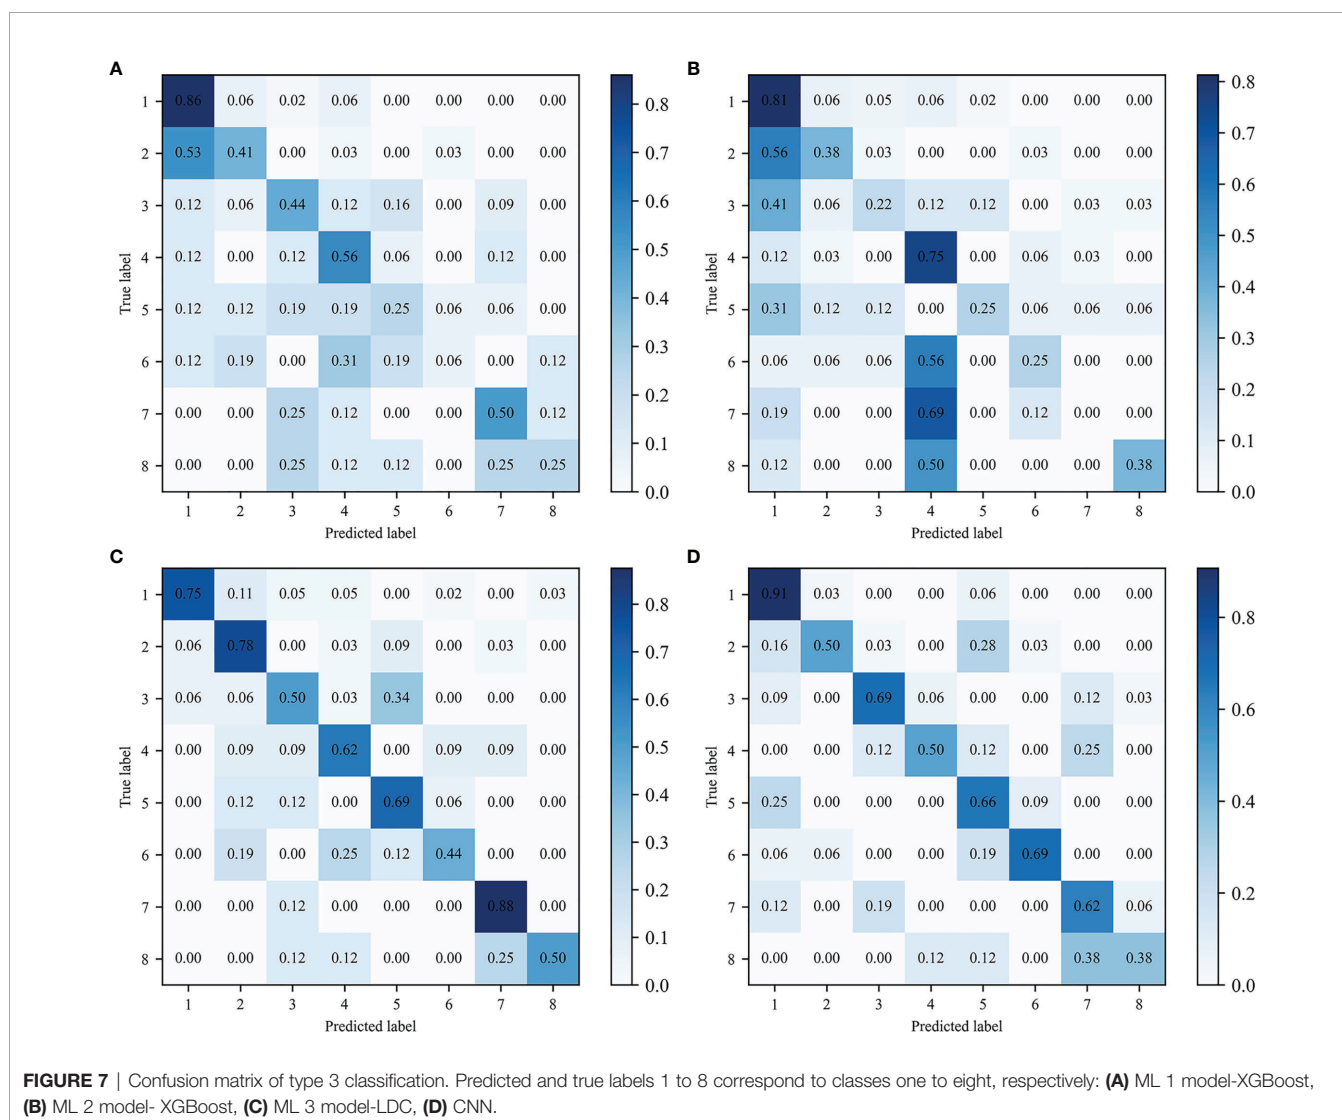 A
B
1 0.86 0.06 0.02 0.06 0.00 0.00 0.00 0.00
2 0.53 0.41 0.00 0.03 0.00 0.03 0.00 0.00
3 0.12 0.06 0.44 0.12 0.16 0.00 0.09 0.00
4 0.12 0.00 0.12 0.56 0.06 0.00 0.12 0.00
5 0.12 0.12 0.19 0.19 0.25 0.06 0.06 0.00
6 0.12 0.19 0.00 0.31 0.19 0.06 0.00 0.12
7 0.00 0.00 0.25 0.12 0.00 0.00 0.50 0.12
8 0.00 0.00 0.25 0.12 0.12 0.00 0.25 0.25
1 2 3 4 5 6 7 8
True label
Predicted label
0.8
0.7
0.6
0.5
0.4
0.3
0.2
0.1
0.0
1 0.81 0.06 0.05 0.06 0.02 0.00 0.00 0.00
2 0.56 0.38 0.03 0.00 0.00 0.03 0.00 0.00
3 0.41 0.06 0.22 0.12 0.12 0.00 0.03 0.03
4 0.12 0.03 0.00 0.75 0.00 0.06 0.03 0.00
5 0.31 0.12 0.12 0.00 0.25 0.06 0.06 0.06
6 0.06 0.06 0.06 0.56 0.00 0.25 0.00 0.00
7 0.19 0.00 0.00 0.69 0.00 0.12 0.00 0.00
8 0.12 0.00 0.00 0.50 0.00 0.00 0.00 0.38
1 2 3 4 5 6 7 8
True label
Predicted label
0.8
0.7
0.6
0.5
0.4
0.3
0.2
0.1
0.0
C
D
1 0.75 0.11 0.05 0.05 0.00 0.02 0.00 0.03
2 0.06 0.78 0.00 0.03 0.09 0.00 0.03 0.00
3 0.06 0.06 0.50 0.03 0.34 0.00 0.00 0.00
4 0.00 0.09 0.09 0.62 0.00 0.09 0.09 0.00
5 0.00 0.12 0.12 0.00 0.69 0.06 0.00 0.00
6 0.00 0.19 0.00 0.25 0.12 0.44 0.00 0.00
7 0.00 0.00 0.12 0.00 0.00 0.00 0.88 0.00
8 0.00 0.00 0.12 0.12 0.00 0.00 0.25 0.50
1 2 3 4 5 6 7 8
True label
Predicted label
0.8
0.7
0.6
0.5
0.4
0.3
0.2
0.1
0.0
1 0.91 0.03 0.00 0.00 0.06 0.00 0.00 0.00
2 0.16 0.50 0.03 0.00 0.28 0.03 0.00 0.00
3 0.09 0.00 0.69 0.06 0.00 0.00 0.12 0.03
4 0.00 0.00 0.12 0.50 0.12 0.00 0.25 0.00
5 0.25 0.00 0.00 0.00 0.66 0.09 0.00 0.00
6 0.06 0.06 0.00 0.00 0.19 0.69 0.00 0.00
7 0.12 0.00 0.19 0.00 0.00 0.00 0.62 0.06
8 0.00 0.00 0.00 0.12 0.12 0.00 0.38 0.38
1 2 3 4 5 6 7 8
True label
Predicted label
0.8
0.6
0.4
0.2
0.0
FIGURE 7 | Confusion matrix of type 3 classification. Predicted and true labels 1 to 8 correspond to classes one to eight, respectively: (A) ML 1 model-XGBoost,
(B) ML 2 model- XGBoost, (C) ML 3 model-LDC, (D) CNN.